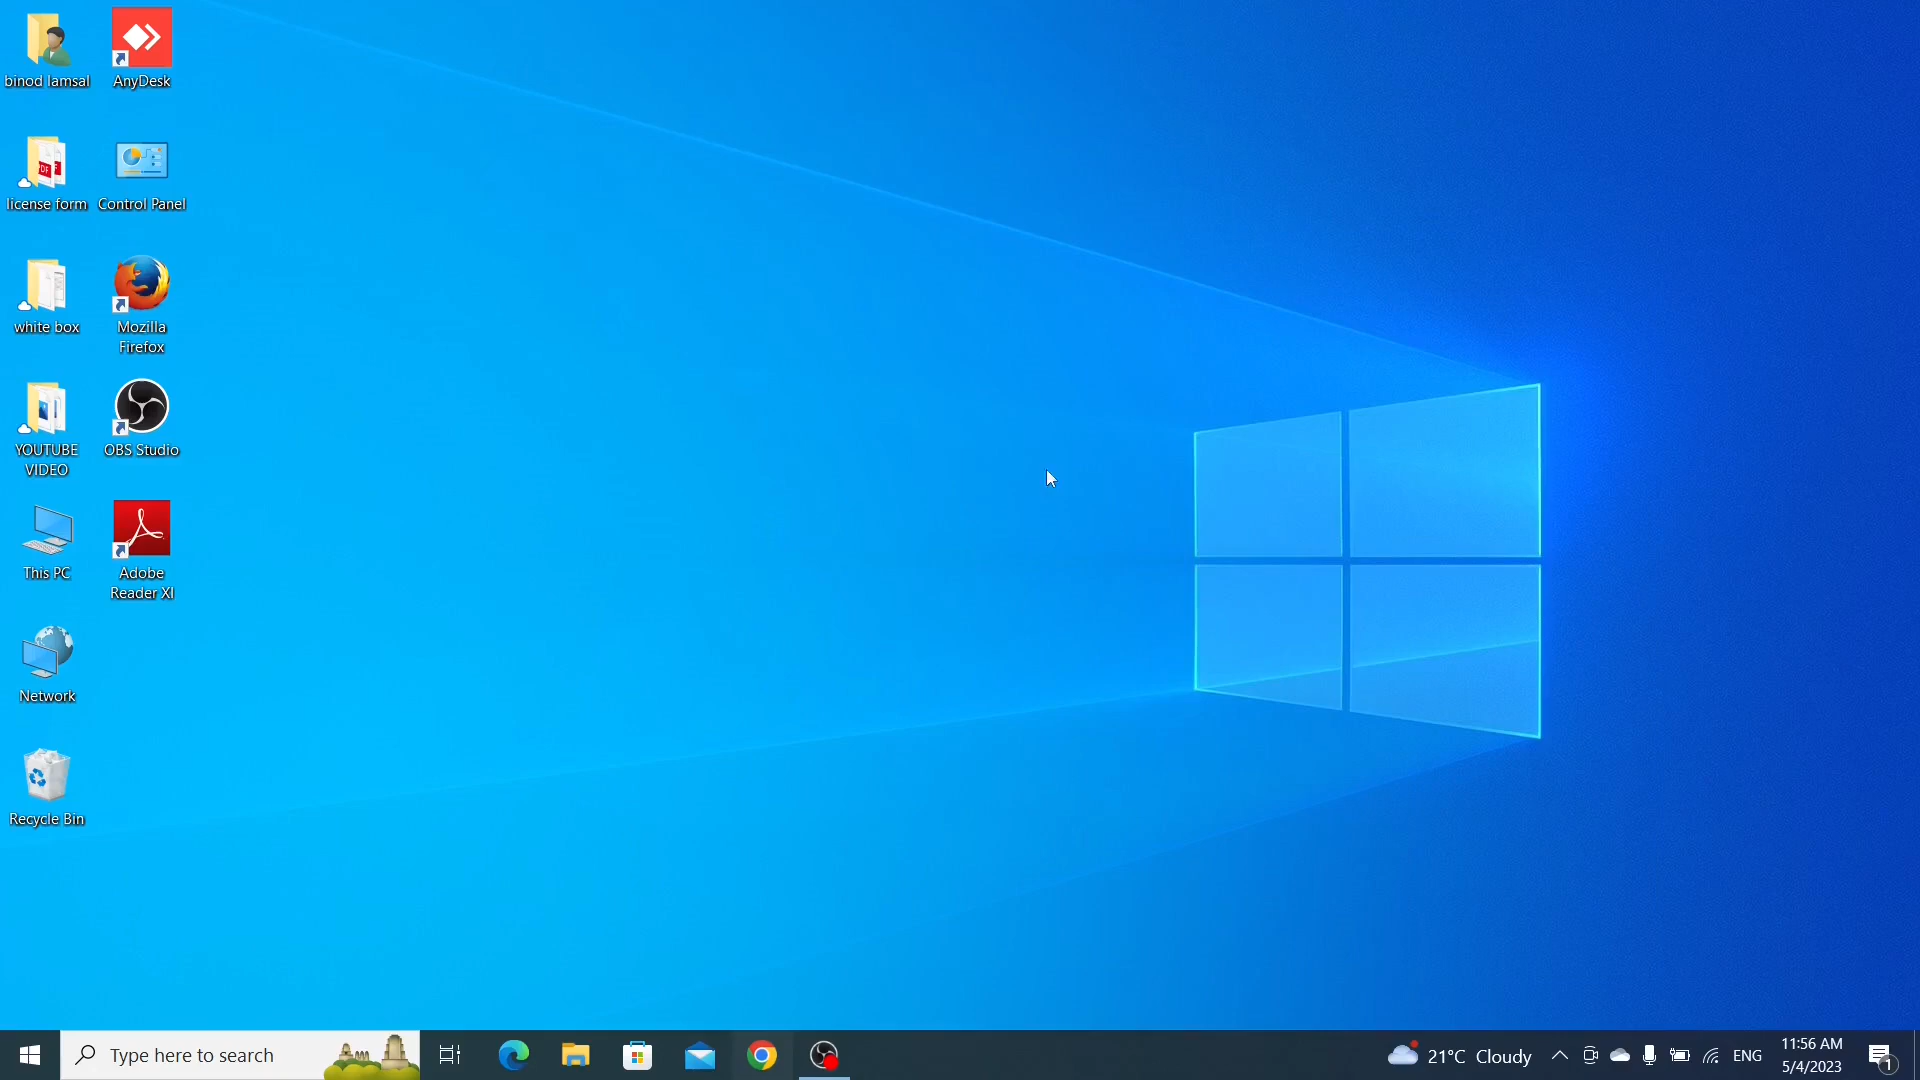 binod lamsal
AnyDesk
license form
Control Panel
white box
Mozilla
Firefox
YOUTUBE
VIDEO
OBS Studio
This PC
Adobe
Reader XI
Network
Recycle Bin
Type here to search
21°C Cloudy
ENG
11:56 AM
5/4/2023
1